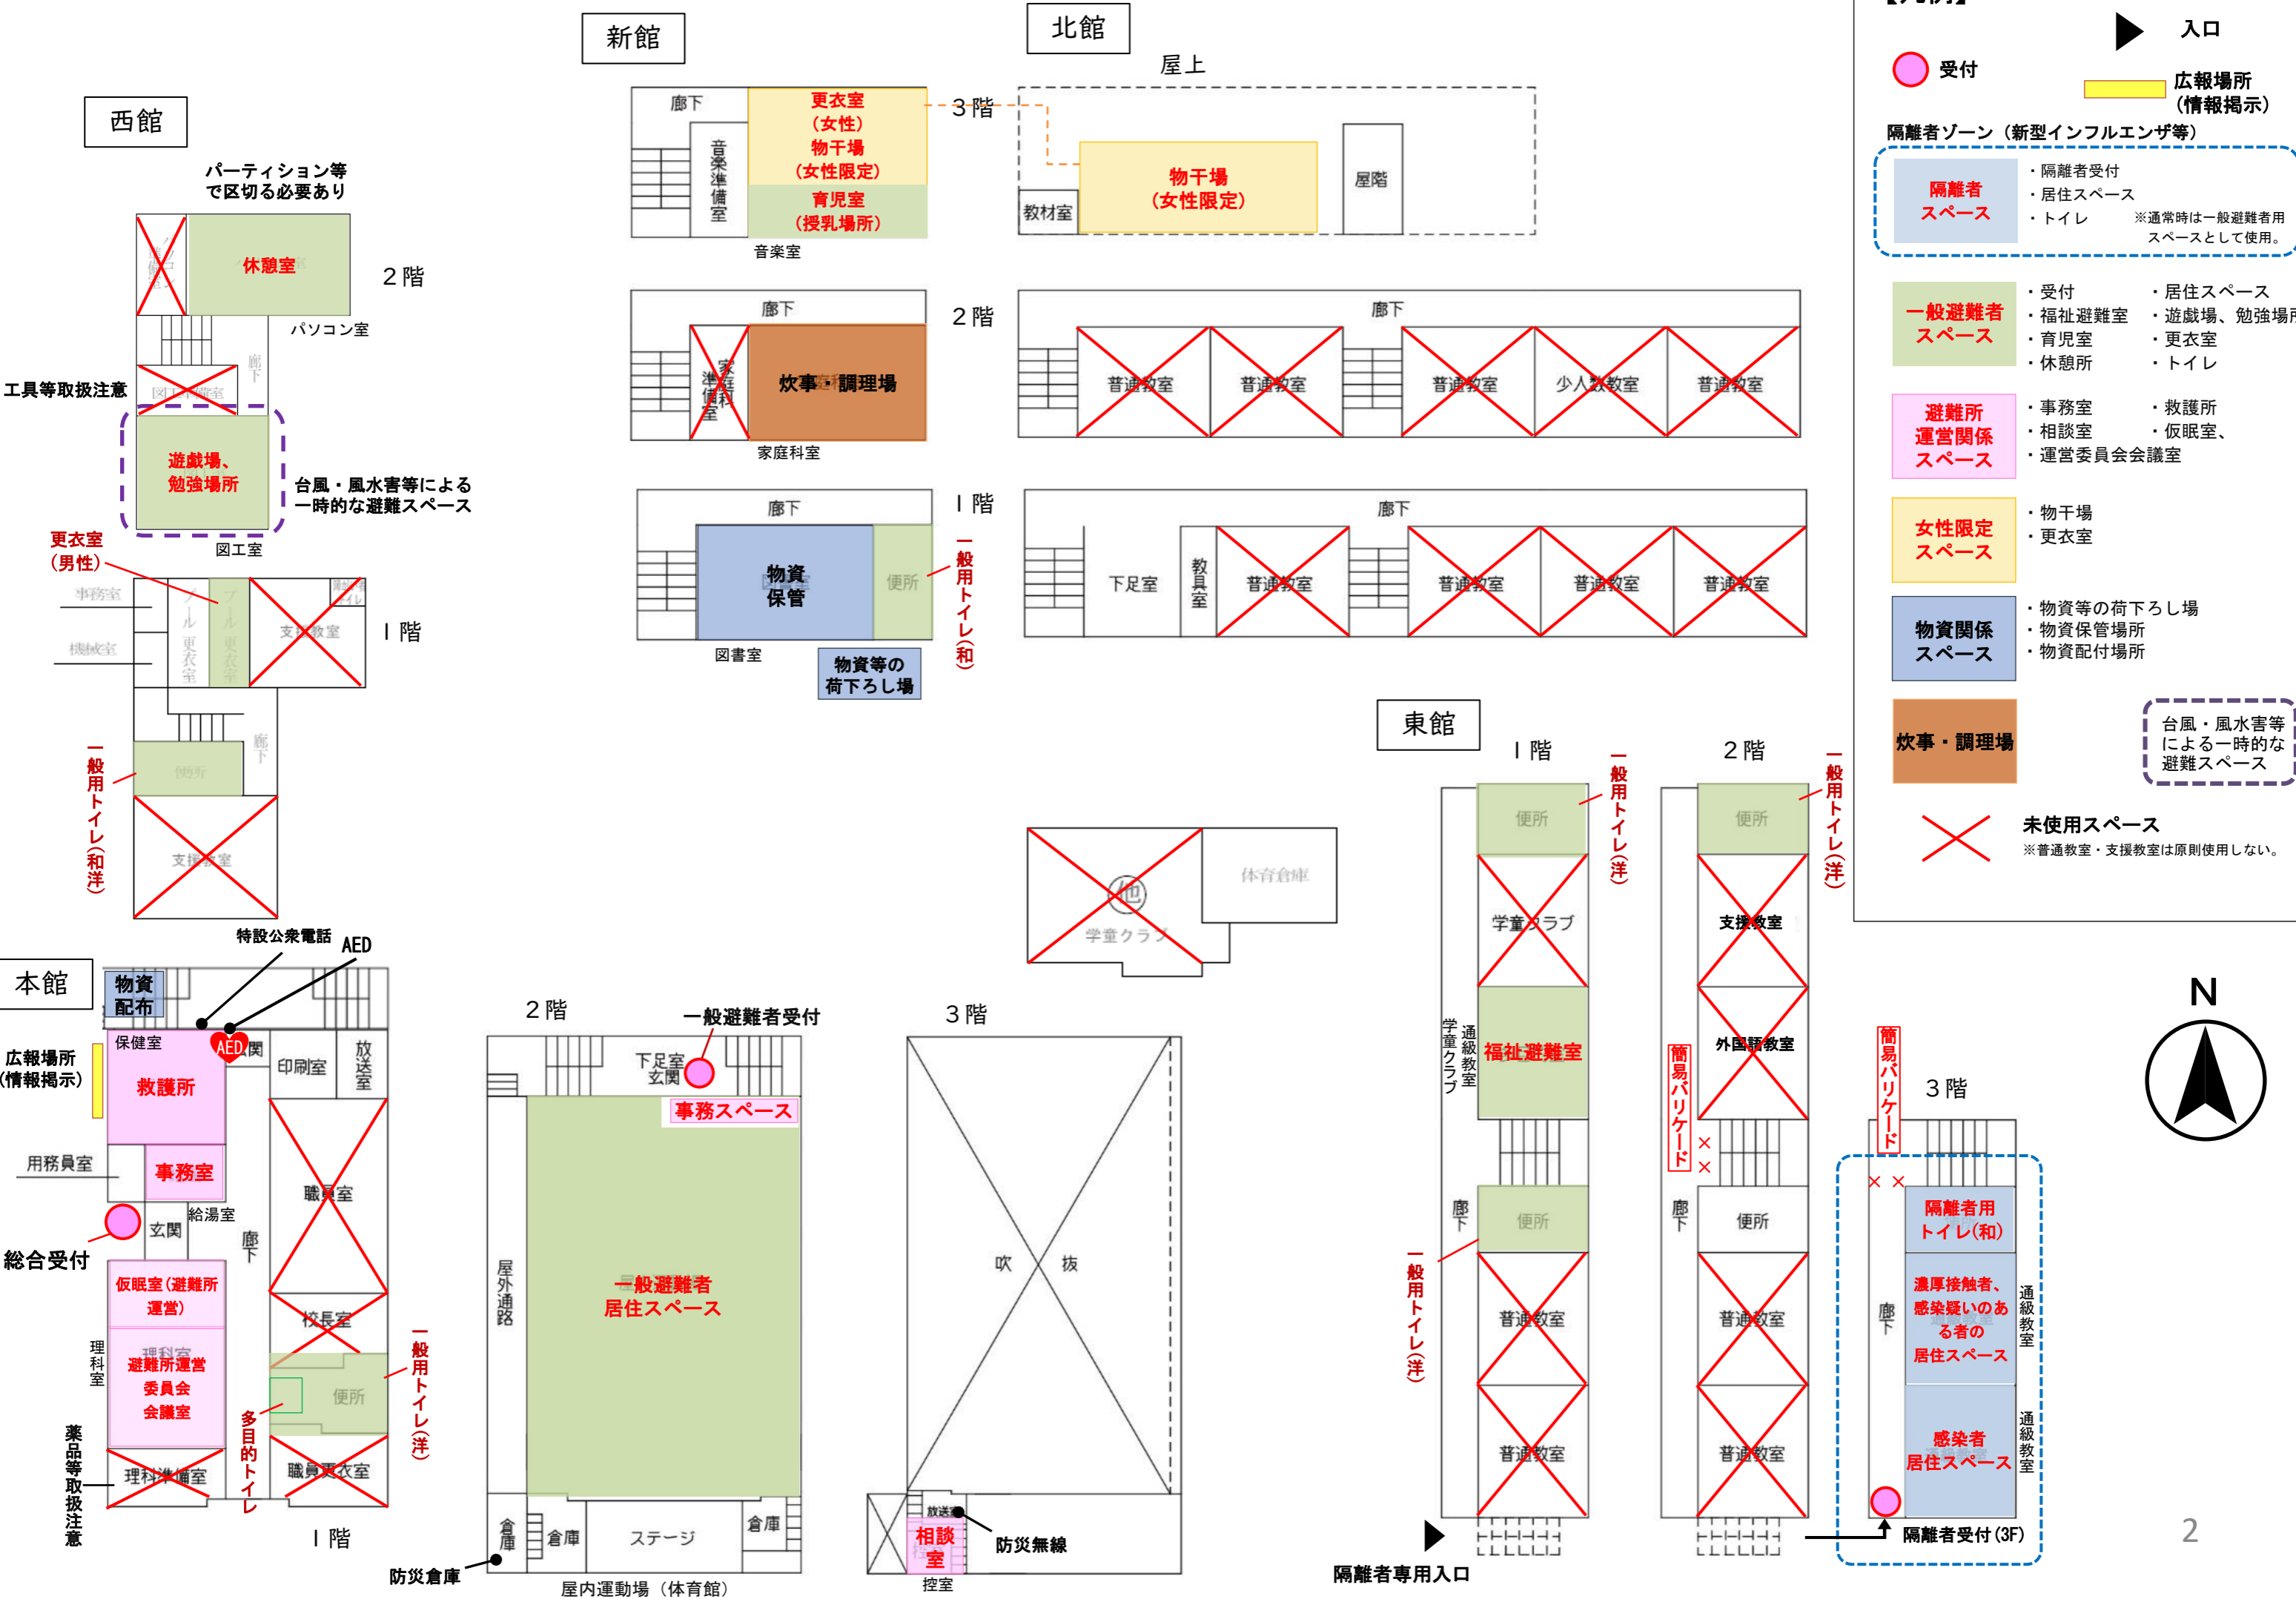 西館
パーティション等
で区切る必要あり
休憩室
2階
パソコン室
廊下
工具等取扱注意
遊戯場、
勉強場所
台風・風水害等による
一時的な避難スペース
図工室
更衣室
(男性)
事務室
機械室
プール更衣室
プール更衣室
支援教室
1階
廊下
便所
一般用トイレ(和洋)
支援教室
新館
廊下
音楽準備室
更衣室
(女性)
物干場
(女性限定)
育児室
(授乳場所)
音楽室
3階
廊下
家庭科準備室
炊事・調理場
家庭科室
2階
廊下
物資
保管
便所
図書室
物資等の
荷下ろし場
一般用トイレ(和)
1階
北館
屋上
物干場
(女性限定)
教材室
屋階
廊下
普通教室
普通教室
普通教室
少人数教室
普通教室
廊下
下足室
教具室
普通教室
普通教室
普通教室
普通教室
入口
受付
広報場所
(情報掲示)
隔離者ゾーン(新型インフルエンザ等)
隔離者
スペース
・隔離者受付
・居住スペース
・トイレ
※通常時は一般避難者用
スペースとして使用。
一般避難者
スペース
・受付
・福祉避難室
・育児室
・休憩所
・居住スペース
・遊戯場、勉強場所
・更衣室
・トイレ
避難所
運営関係
スペース
・事務室
・相談室
・運営委員会会議室
・救護所
・仮眠室、
女性限定
スペース
・物干場
・更衣室
物資関係
スペース
・物資等の荷下ろし場
・物資保管場所
・物資配付場所
炊事・調理場
台風・風水害等
による一時的な
避難スペース
未使用スペース
※普通教室・支援教室は原則使用しない。
他
学童クラブ
体育倉庫
東館
1階
便所
一般用トイレ(洋)
学童クラブ
学童クラブ
通級教室
福祉避難室
廊下
便所
一般用トイレ(洋)
普通教室
普通教室
隔離者専用入口
2階
便所
一般用トイレ(洋)
支援教室
外国語教室
簡易バリケード
廊下
便所
普通教室
普通教室
簡易バリケード
3階
隔離者用
トイレ(和)
濃厚接触者、
感染疑いのあ
る者の
居住スペース
通級教室
廊下
感染者
居住スペース
通級教室
隔離者受付(3F)
N
本館
物資
配布
特設公衆電話
AED
保健室
AED
玄関
印刷室
放送室
広報場所
(情報掲示)
救護所
用務員室
事務室
給湯室
玄関
総合受付
職員室
廊下
仮眠室(避難所
運営)
校長室
理科室
理科室
避難所運営
委員会
会議室
便所
一般用トイレ(洋)
多目的トイレ
薬品等取扱注意
理科準備室
職員更衣室
1階
2階
一般避難者受付
下足室
玄関
事務スペース
屋外通路
一般避難者
居住スペース
倉庫
倉庫
ステージ
倉庫
防災倉庫
屋内運動場(体育館)
3階
吹抜
放送室
相談
室
控室
防災無線
2